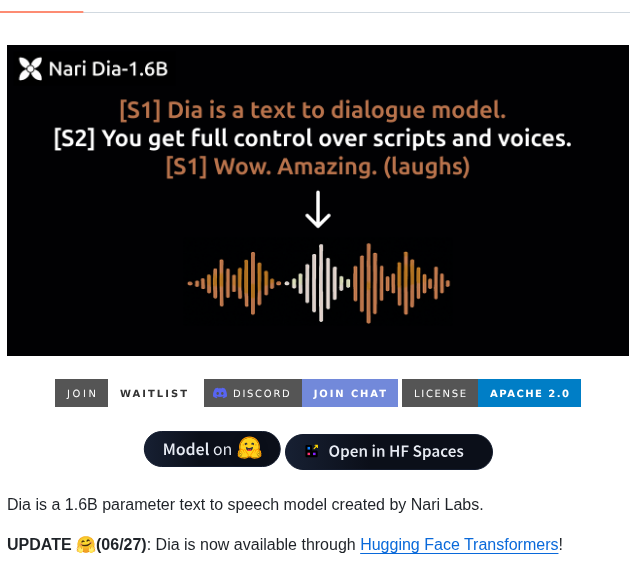 Nari Dia-1.6B
[S1] Dia is a text to dialogue model.
[S2] You get full control over scripts and voices.
[S1] Wow. Amazing. (laughs)
JOIN WAITLIST DISCORD JOIN CHAT LICENSE APACHE 2.0
Model on 🤗 Open in HF Spaces
Dia is a 1.6B parameter text to speech model created by Nari Labs.
UPDATE 🤗(06/27): Dia is now available through Hugging Face Transformers!